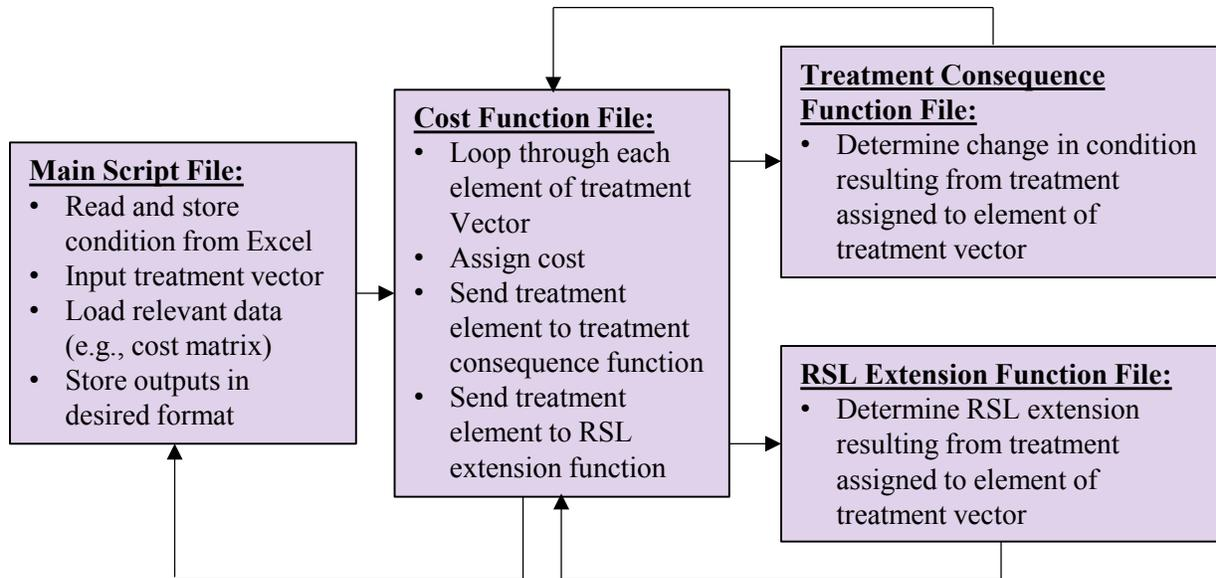 Main Script File:
• Read and store
condition from Excel
• Input treatment vector
• Load relevant data
(e.g., cost matrix)
• Store outputs in
desired format
Cost Function File:
• Loop through each
element of treatment
Vector
• Assign cost
• Send treatment
element to treatment
consequence function
• Send treatment
element to RSL
extension function
Treatment Consequence
Function File:
• Determine change in condition
resulting from treatment
assigned to element of
treatment vector
RSL Extension Function File:
• Determine RSL extension
resulting from treatment
assigned to element of
treatment vector